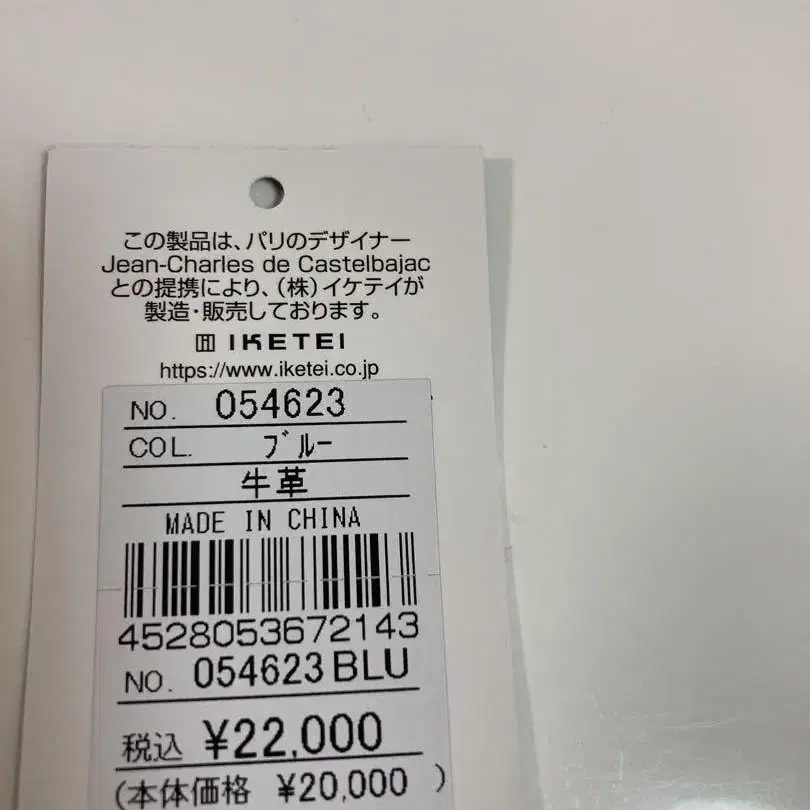 この製品は、パリのデザイナー
Jean-Charles de Castelbajac
との提携により、(株)イケテイが
製造・販売しております。
IKETEI
https://www.iketei.co.jp
NO. 054623
COL. ブルー
牛革
MADE IN CHINA
4528053672143
NO. 054623BLU
税込 ¥22,000
(本体価格 ¥20,000 )